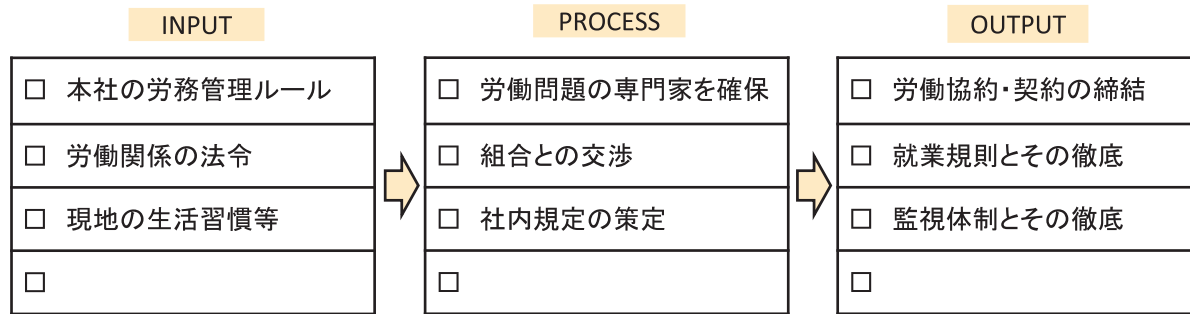 INPUT
□ 本社の労務管理ルール
□ 労働関係の法令
□ 現地の生活習慣等
□
PROCESS
□ 労働問題の専門家を確保
□ 組合との交渉
□ 社内規定の策定
□
OUTPUT
□ 労働協約・契約の締結
□ 就業規則とその徹底
□ 監視体制とその徹底
□